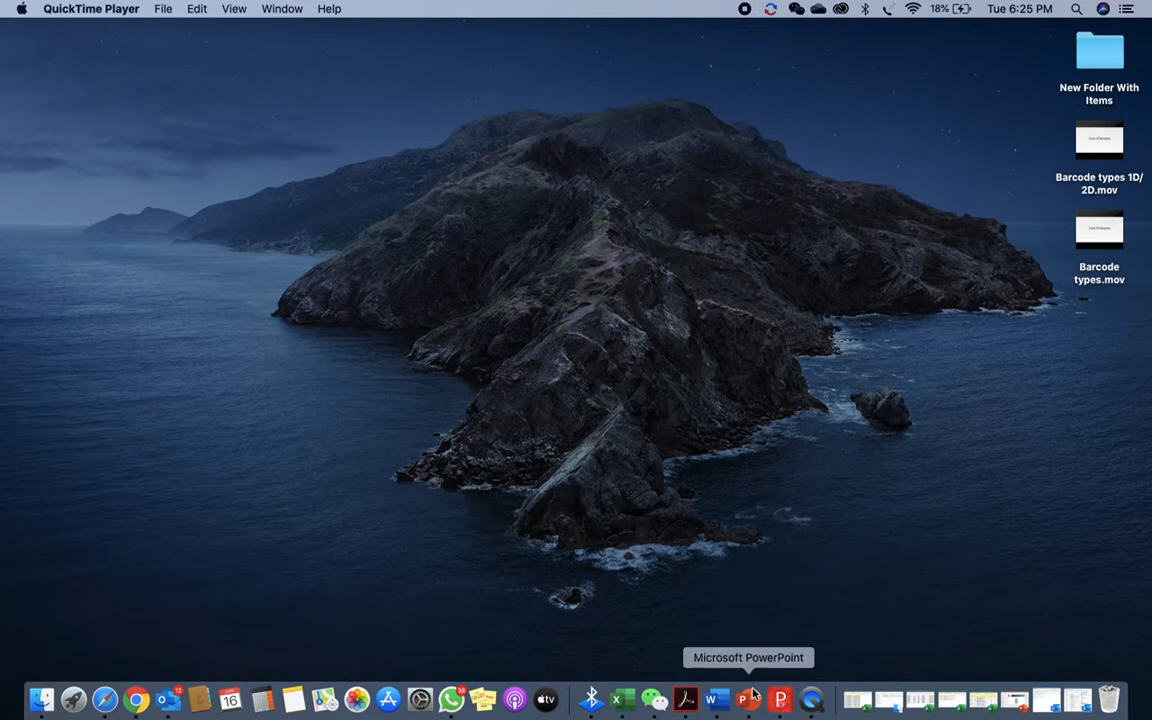 QuickTime Player File Edit View Window Help 18% Tue 6:25 PM
New Folder With
Items
Barcode types 1D/
2D.mov
Barcode
types.mov
Microsoft PowerPoint